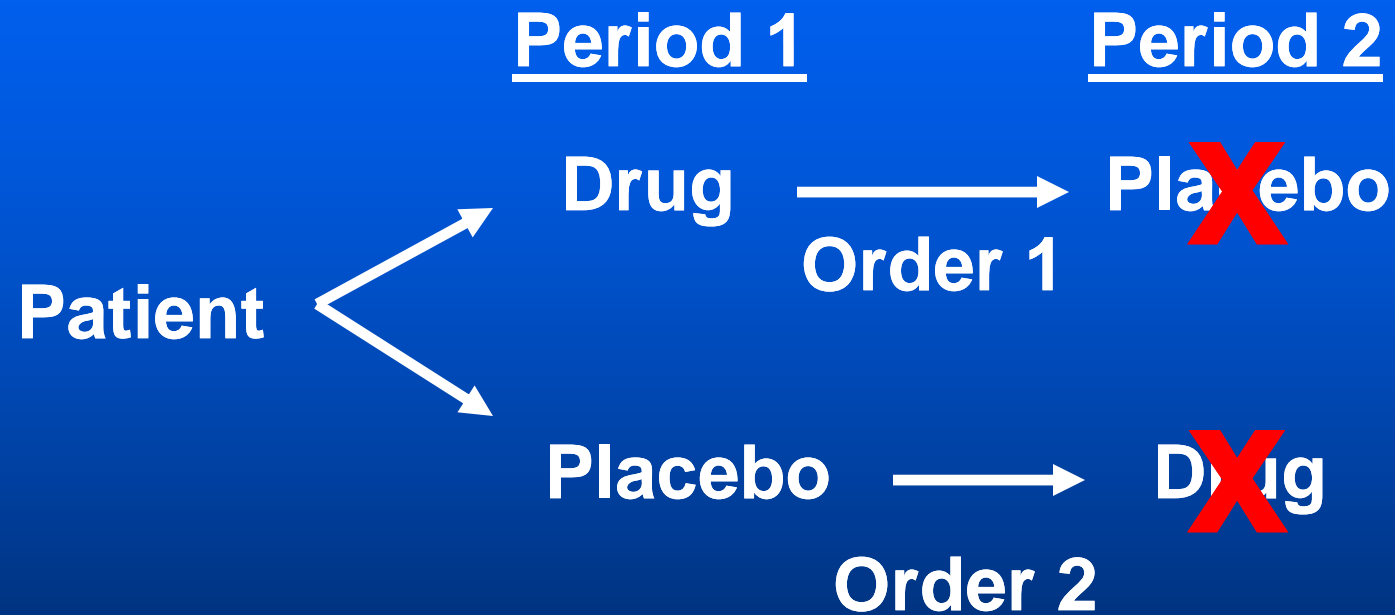 Period 1 Period 2
Drug Placebo
Order 1
Patient
Placebo Drug
Order 2